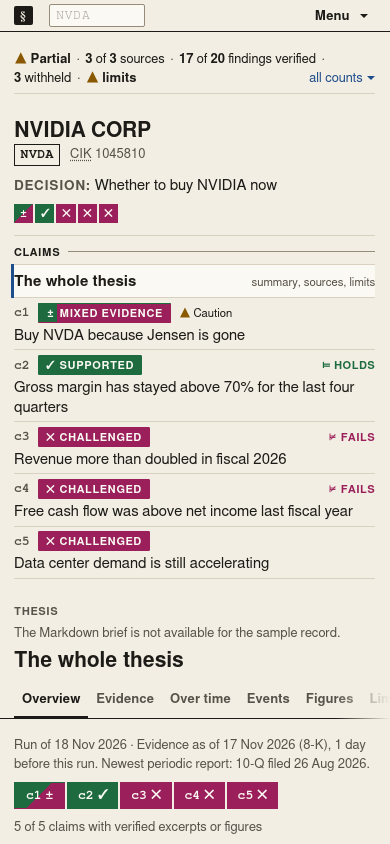 § NVDA Menu
Partial · 3 of 3 sources · 17 of 20 findings verified ·
3 withheld · limits all counts
NVIDIA CORP
NVDA CIK 1045810
DECISION: Whether to buy NVIDIA now
± ✓ ✕ ✕ ✕
CLAIMS
The whole thesis summary, sources, limits
c1 ± MIXED EVIDENCE Caution
Buy NVDA because Jensen is gone
c2 ✓ SUPPORTED ⊨ HOLDS
Gross margin has stayed above 70% for the last four
quarters
c3 ✕ CHALLENGED ⊭ FAILS
Revenue more than doubled in fiscal 2026
c4 ✕ CHALLENGED ⊭ FAILS
Free cash flow was above net income last fiscal year
c5 ✕ CHALLENGED
Data center demand is still accelerating
THESIS
The Markdown brief is not available for the sample record.
The whole thesis
Overview Evidence Over time Events Figures
Run of 18 Nov 2026 · Evidence as of 17 Nov 2026 (8-K), 1 day
before this run. Newest periodic report: 10-Q filed 26 Aug 2026.
c1 ± c2 ✓ c3 ✕ c4 ✕ c5 ✕
5 of 5 claims with verified excerpts or figures